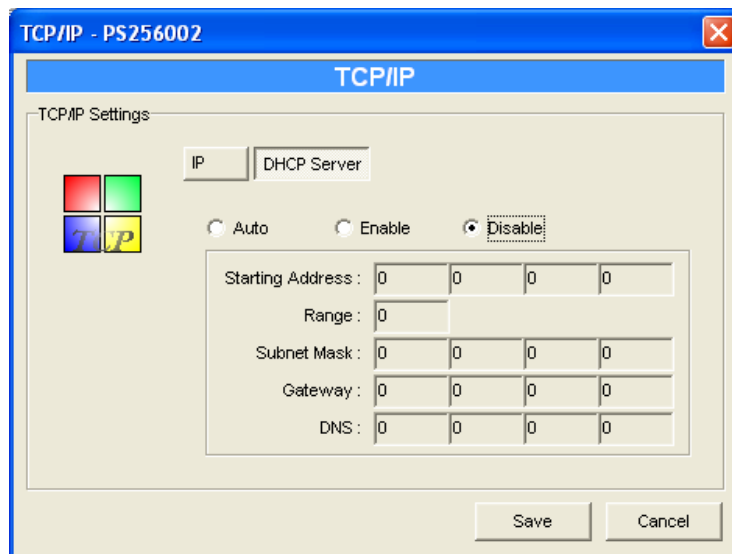 TCP/IP - PS256002
TCP/IP
TCP/IP Settings
IP DHCP Server
TCP
Auto Enable Disable
Starting Address : 0 0 0 0
Range : 0
Subnet Mask : 0 0 0 0
Gateway : 0 0 0 0
DNS : 0 0 0 0
Save Cancel